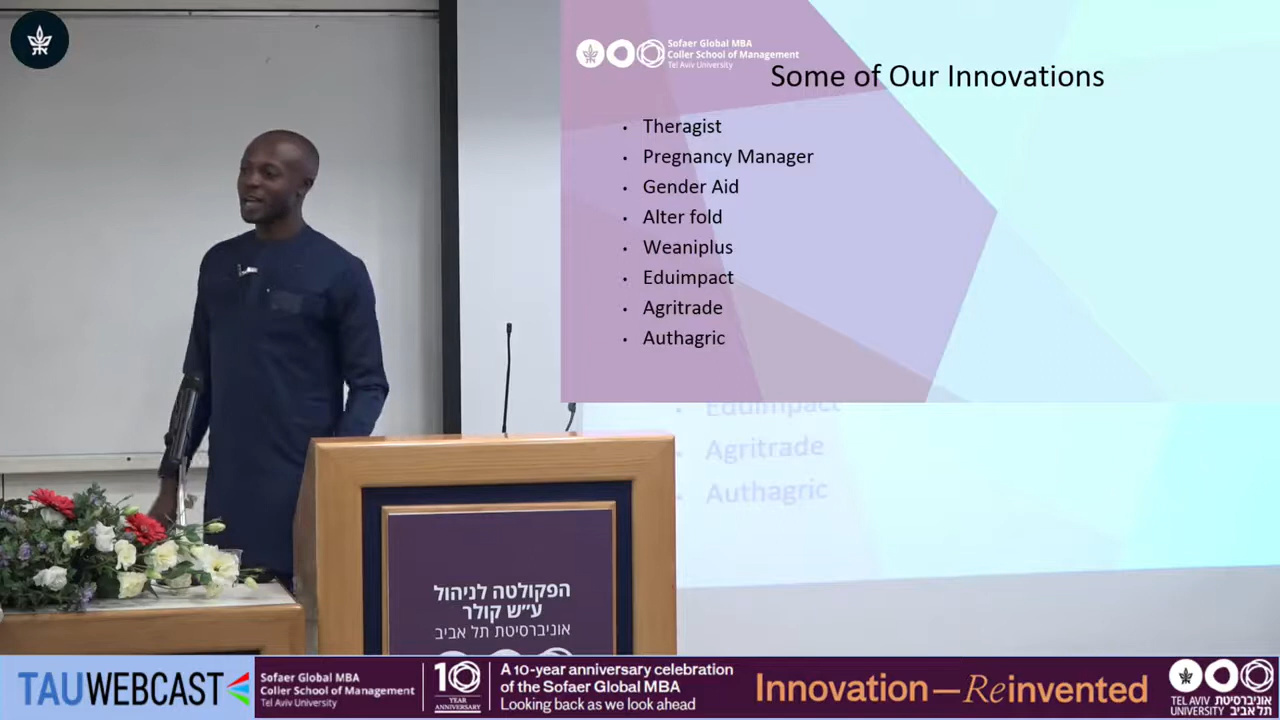 Sofaer Global MBA
Coller School of Management
Tel Aviv University
Some of Our Innovations
• Theragist
• Pregnancy Manager
• Gender Aid
• Alter fold
• Weaniplus
• Eduimpact
• Agritrade
• Authagric
• Eduimpact
• Agritrade
• Authagric
הפקולטה לניהול
ע״ש קולר
אוניברסיטת תל אביב
TAUWEBCAST
Sofaer Global MBA
Coller School of Management
Tel Aviv University
10
YEAR
ANNIVERSARY
A 10-year anniversary celebration
of the Sofaer Global MBA
Looking back as we look ahead
Innovation—Reinvented
TEL AVIV אוניברסיטת
UNIVERSITY תל אביב